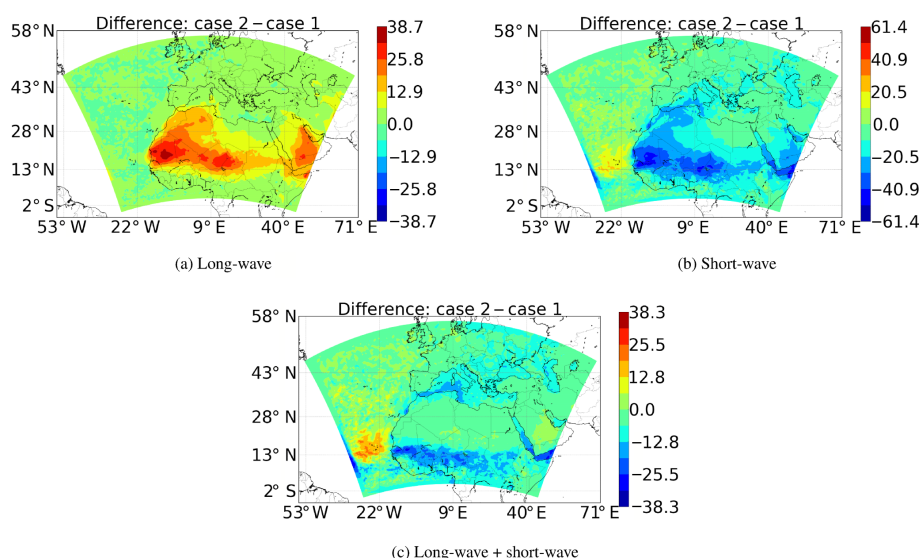 Difference: case 2 − case 1
58° N
43° N
28° N
13° N
2° S
53° W
22° W
9° E
40° E
71° E
38.7
25.8
12.9
0.0
−12.9
−25.8
−38.7
(a) Long-wave
Difference: case 2 − case 1
58° N
43° N
28° N
13° N
2° S
53° W
22° W
9° E
40° E
71° E
61.4
40.9
20.5
0.0
−20.5
−40.9
−61.4
(b) Short-wave
Difference: case 2 − case 1
58° N
43° N
28° N
13° N
2° S
53° W
22° W
9° E
40° E
71° E
38.3
25.5
12.8
0.0
−12.8
−25.5
−38.3
(c) Long-wave + short-wave